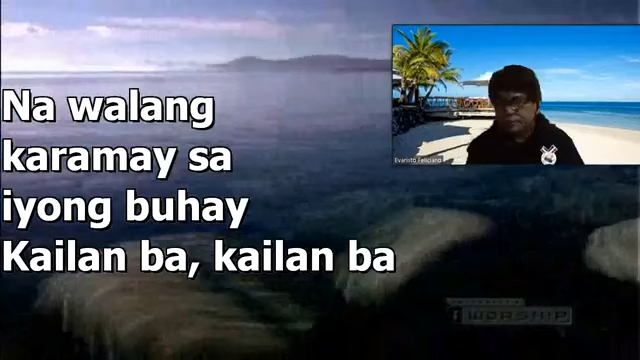 Na walang
karamay sa
iyong buhay
Kailan ba, kailan ba
Evaristo Feliciano
WORSHIP